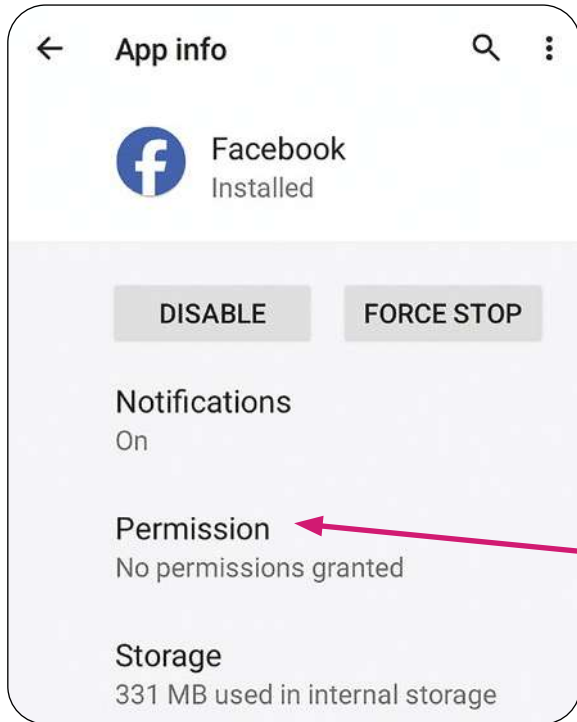 App info
Facebook
Installed
DISABLE FORCE STOP
Notifications
On
Permission
No permissions granted
Storage
331 MB used in internal storage